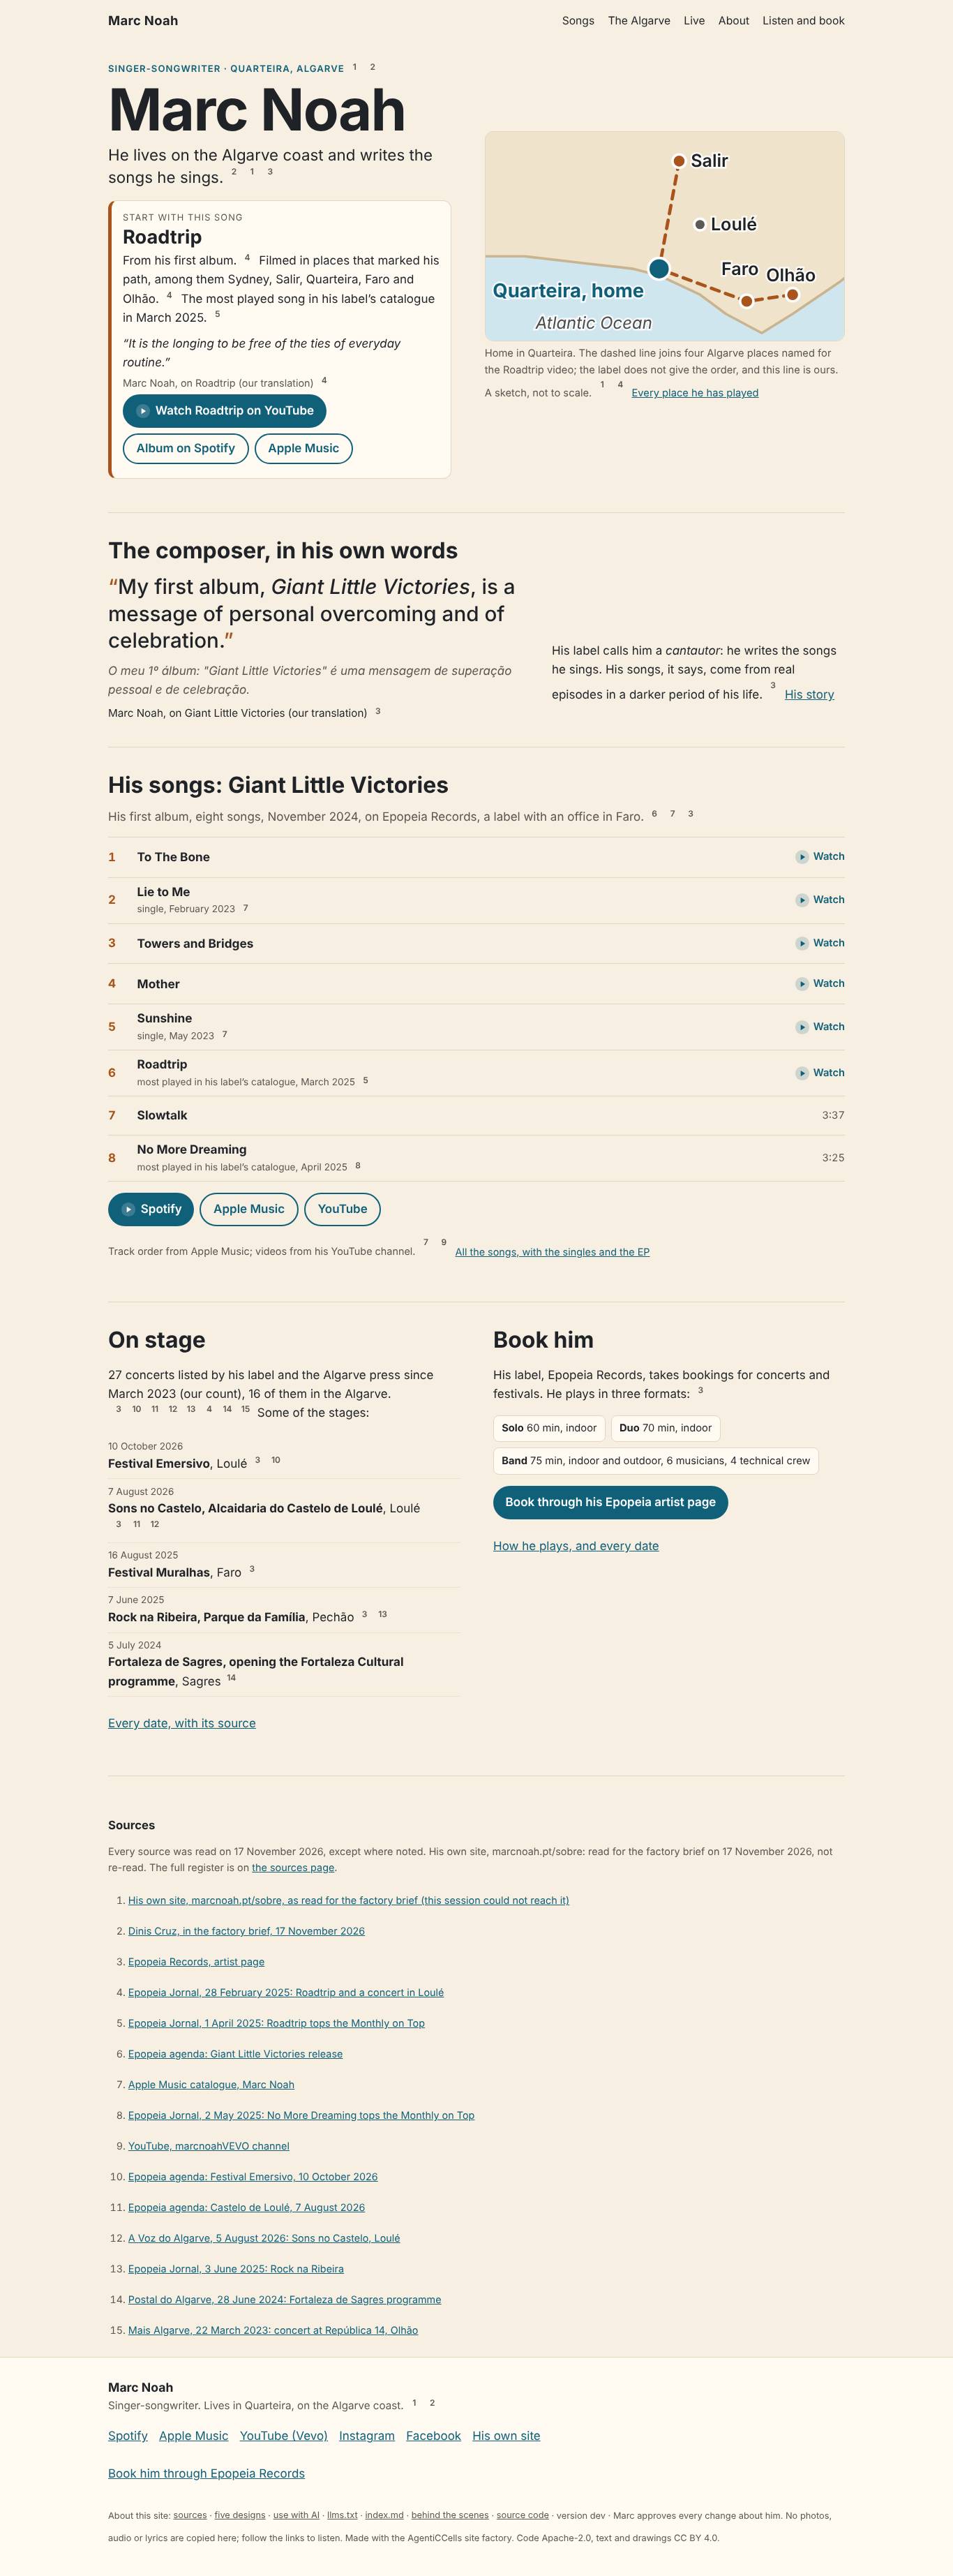 Marc Noah
Songs The Algarve Live About Listen and book
SINGER-SONGWRITER · QUARTEIRA, ALGARVE 1 2
Marc Noah
He lives on the Algarve coast and writes the
songs he sings. 2 1 3
START WITH THIS SONG
Roadtrip
From his first album. 4 Filmed in places that marked his
path, among them Sydney, Salir, Quarteira, Faro and
Olhão. 4 The most played song in his label’s catalogue
in March 2025. 5
“It is the longing to be free of the ties of everyday
routine.”
Marc Noah, on Roadtrip (our translation) 4
Watch Roadtrip on YouTube
Album on Spotify Apple Music
Salir
Loulé
Faro Olhão
Quarteira, home
Atlantic Ocean
Home in Quarteira. The dashed line joins four Algarve places named for
the Roadtrip video; the label does not give the order, and this line is ours.
A sketch, not to scale. 1 4 Every place he has played
The composer, in his own words
“My first album, Giant Little Victories, is a
message of personal overcoming and of
celebration.”
O meu 1º álbum: "Giant Little Victories" é uma mensagem de superação
pessoal e de celebração.
Marc Noah, on Giant Little Victories (our translation) 3
His label calls him a cantautor: he writes the songs
he sings. His songs, it says, come from real
episodes in a darker period of his life. 3 His story
His songs: Giant Little Victories
His first album, eight songs, November 2024, on Epopeia Records, a label with an office in Faro. 6 7 3
1 To The Bone Watch
2 Lie to Me Watch
single, February 2023 7
3 Towers and Bridges Watch
4 Mother Watch
5 Sunshine Watch
single, May 2023 7
6 Roadtrip Watch
most played in his label’s catalogue, March 2025 5
7 Slowtalk 3:37
8 No More Dreaming 3:25
most played in his label’s catalogue, April 2025 8
Spotify Apple Music YouTube
Track order from Apple Music; videos from his YouTube channel. 7 9 All the songs, with the singles and the EP
On stage
27 concerts listed by his label and the Algarve press since
March 2023 (our count), 16 of them in the Algarve.
3 10 11 12 13 4 14 15 Some of the stages:
10 October 2026
Festival Emersivo, Loulé 3 10
7 August 2026
Sons no Castelo, Alcaidaria do Castelo de Loulé, Loulé
3 11 12
16 August 2025
Festival Muralhas, Faro 3
7 June 2025
Rock na Ribeira, Parque da Família, Pechão 3 13
5 July 2024
Fortaleza de Sagres, opening the Fortaleza Cultural
programme, Sagres 14
Every date, with its source
Book him
His label, Epopeia Records, takes bookings for concerts and
festivals. He plays in three formats: 3
Solo 60 min, indoor Duo 70 min, indoor
Band 75 min, indoor and outdoor, 6 musicians, 4 technical crew
Book through his Epopeia artist page
How he plays, and every date
Sources
Every source was read on 17 November 2026, except where noted. His own site, marcnoah.pt/sobre: read for the factory brief on 17 November 2026, not
re-read. The full register is on the sources page.
1. His own site, marcnoah.pt/sobre, as read for the factory brief (this session could not reach it)
2. Dinis Cruz, in the factory brief, 17 November 2026
3. Epopeia Records, artist page
4. Epopeia Jornal, 28 February 2025: Roadtrip and a concert in Loulé
5. Epopeia Jornal, 1 April 2025: Roadtrip tops the Monthly on Top
6. Epopeia agenda: Giant Little Victories release
7. Apple Music catalogue, Marc Noah
8. Epopeia Jornal, 2 May 2025: No More Dreaming tops the Monthly on Top
9. YouTube, marcnoahVEVO channel
10. Epopeia agenda: Festival Emersivo, 10 October 2026
11. Epopeia agenda: Castelo de Loulé, 7 August 2026
12. A Voz do Algarve, 5 August 2026: Sons no Castelo, Loulé
13. Epopeia Jornal, 3 June 2025: Rock na Ribeira
14. Postal do Algarve, 28 June 2024: Fortaleza de Sagres programme
15. Mais Algarve, 22 March 2023: concert at República 14, Olhão
Marc Noah
Singer-songwriter. Lives in Quarteira, on the Algarve coast. 1 2
Spotify Apple Music YouTube (Vevo) Instagram Facebook His own site
Book him through Epopeia Records
About this site: sources · five designs · use with AI · llms.txt · index.md · behind the scenes · source code · version dev · Marc approves every change about him. No photos,
audio or lyrics are copied here; follow the links to listen. Made with the AgentiCCells site factory. Code Apache-2.0, text and drawings CC BY 4.0.